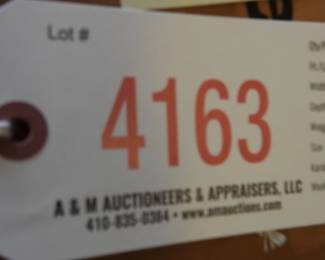 Lot #
4163
A & M AUCTIONEERS & APPRAISERS, LLC
410-835-0384 • www.amauctions.com